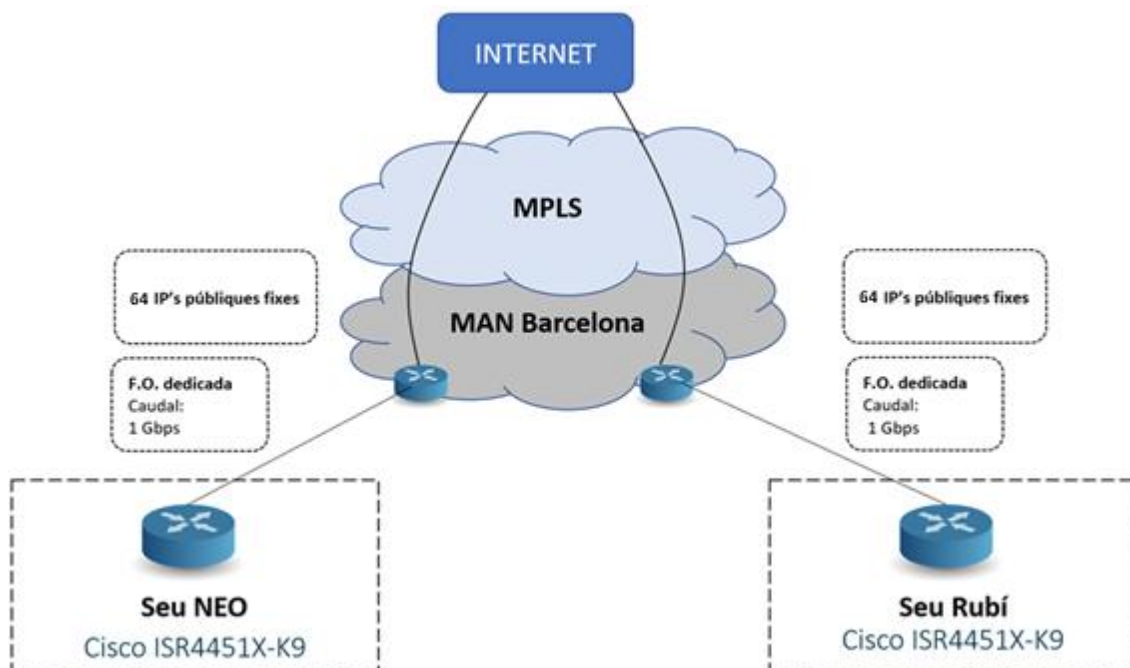 INTERNET
MPLS
MAN Barcelona
64 IP's públiques fixes
F.O. dedicada
Caudal:
1 Gbps
64 IP's públiques fixes
F.O. dedicada
Caudal:
1 Gbps
Seu NEO
Cisco ISR4451X-K9
Seu Rubí
Cisco ISR4451X-K9